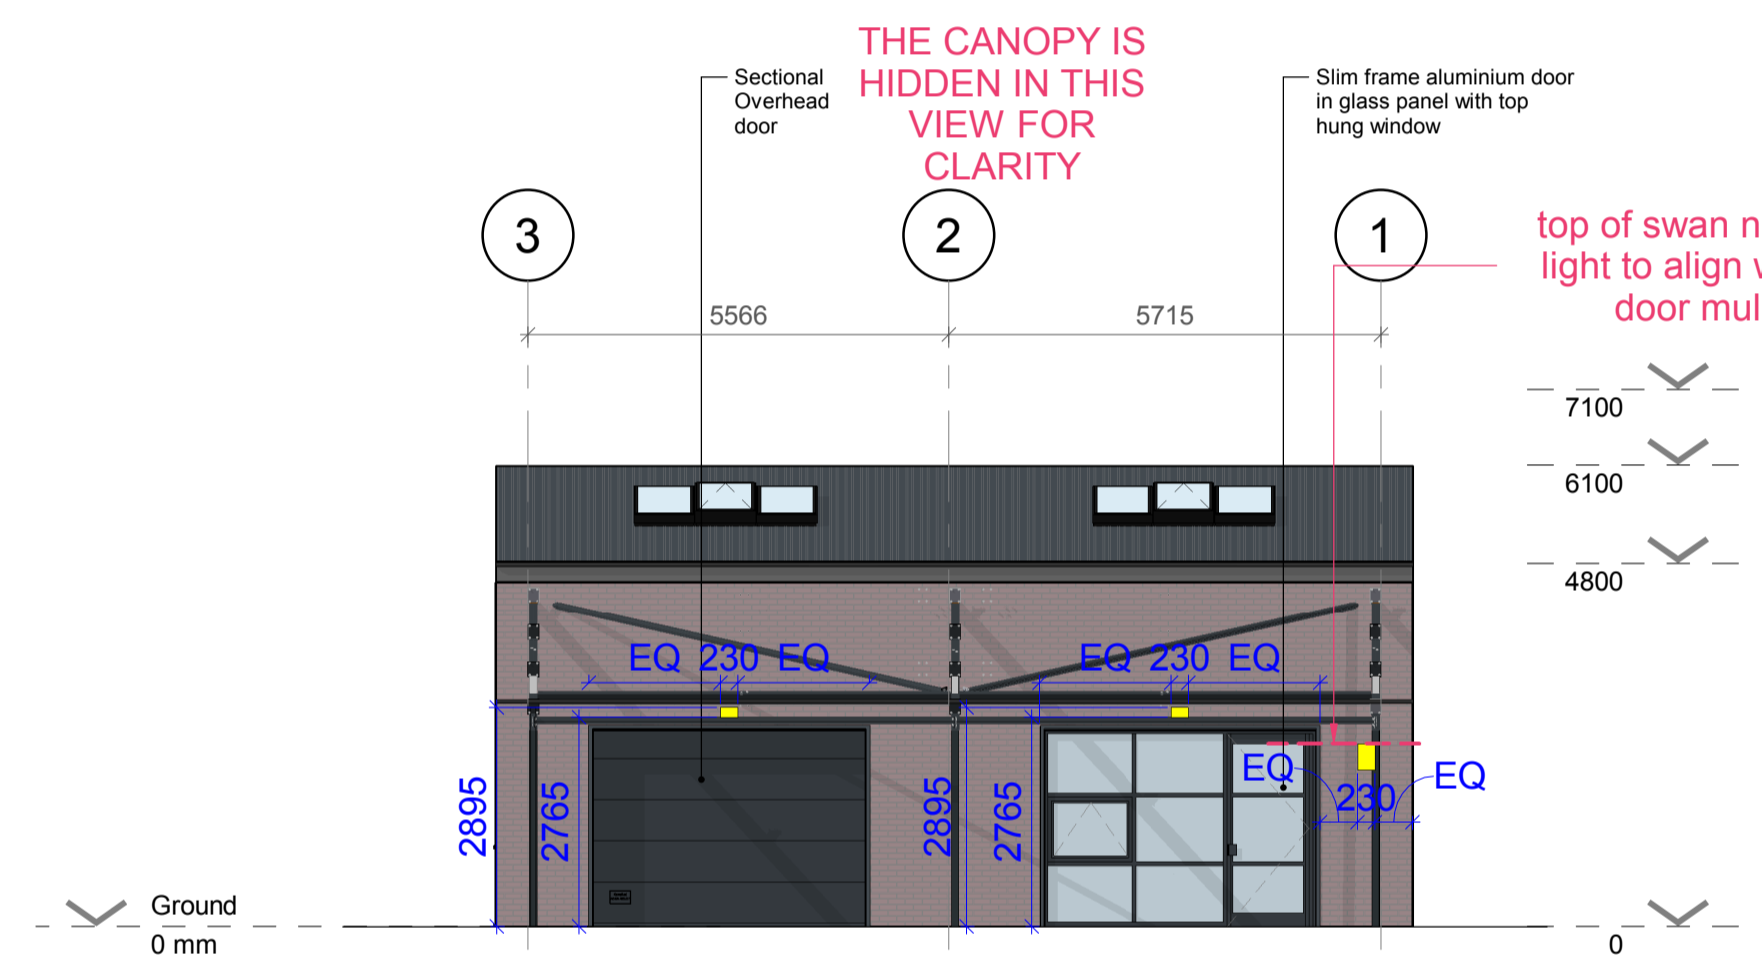 THE CANOPY IS
HIDDEN IN THIS
VIEW FOR
CLARITY
Sectional
Overhead
door
Slim frame aluminium door
in glass panel with top
hung window
3
2
1
top of swan
light to align
door
5566
5715
7100
6100
4800
EQ 230 EQ
EQ 230 EQ
2895
2765
2895
2765
EQ
230
EQ
Ground
0 mm
0